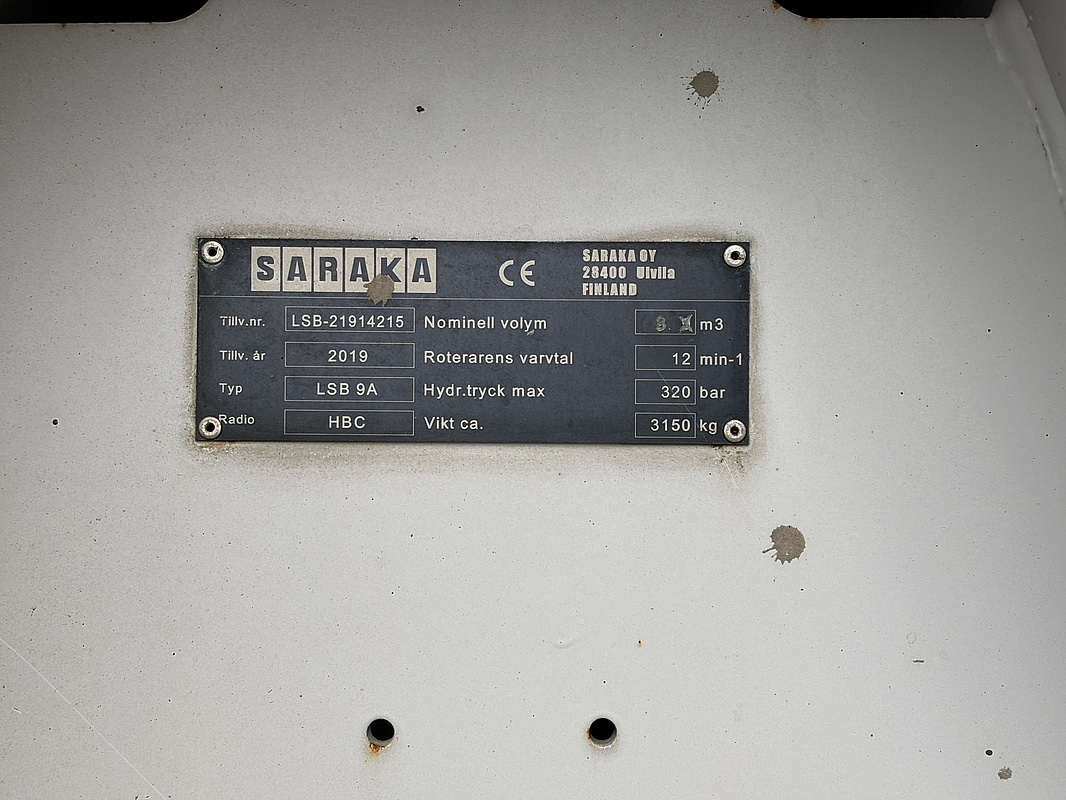 SARAKA
CE
SARAKA OY
28400 Ulvila
FINLAND
Tillv.nr. LSB-21914215 Nominell volym m3
Tillv. år 2019 Roterarens varvtal 12 min-1
Typ LSB 9A Hydr.tryck max 320 bar
Radio HBC Vikt ca. 3150 kg